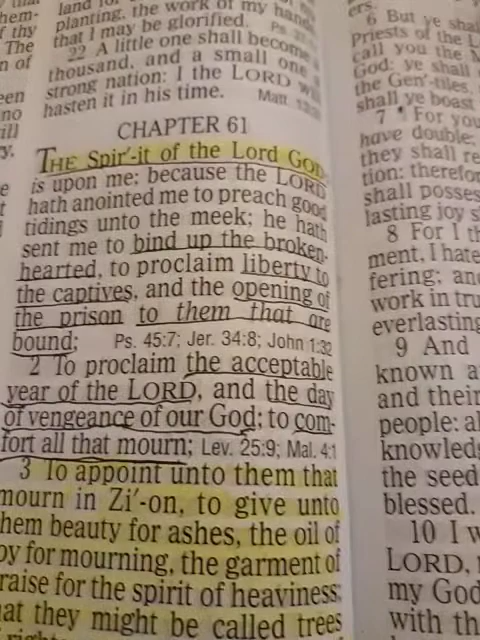 land for
planting, the work of my hand
that I may be glorified.
22 A little one shall become
thousand, and a small one
strong nation: I the LORD
hasten it in his time.
Matt.
CHAPTER 61
THE Spir'-it of the Lord GOD
is upon me; because the LORD
hath anointed me to preach good
tidings unto the meek; he hath
sent me to bind up the broken-
hearted, to proclaim liberty to
the captives, and the opening of
the prison to them that are
bound; Ps. 45:7; Jer. 34:8; John 1:32
2 To proclaim the acceptable
year of the LORD, and the day
of vengeance of our God; to com-
fort all that mourn; Lev. 25:9; Mal. 4:1
3 To appoint unto them that
mourn in Zi'-on, to give unto
hem beauty for ashes, the oil of
oy for mourning, the garment of
raise for the spirit of heaviness;
at they might be called trees
6 But ye shal
Priests of the L
call you the M
God: ye shall
the Gen'-tiles,
shall ye boast
7 ¶ For you
have double;
they shall re
tion: therefor
shall posses
lasting joy s
8 For I t
ment, I hate
fering; and
work in tru
everlasting
9 And
known a
and their
people: al
knowled
the seed
blessed.
10 I w
LORD,
my God
with th